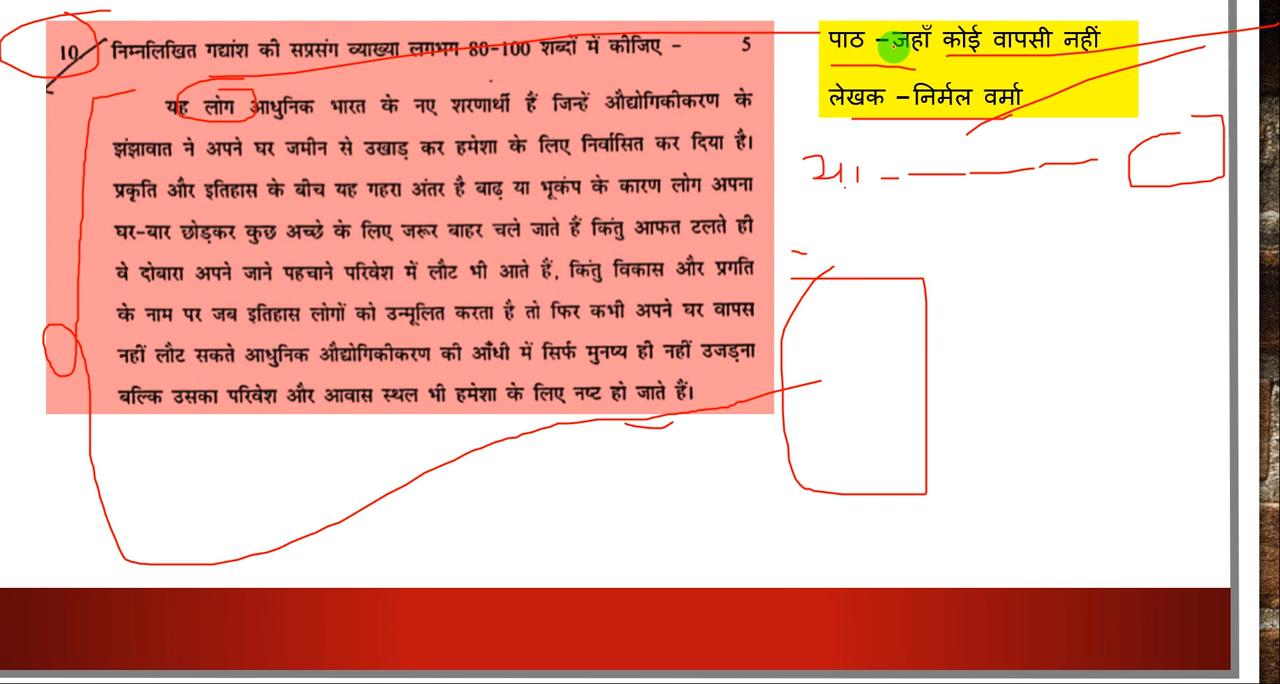 10. निम्नलिखित गद्यांश की सप्रसंग व्याख्या लगभग 80-100 शब्दों में कीजिए - 5
यह लोग आधुनिक भारत के नए शरणार्थी हैं जिन्हें औद्योगिकीकरण के
झंझावात ने अपने घर जमीन से उखाड़ कर हमेशा के लिए निर्वासित कर दिया है।
प्रकृति और इतिहास के बीच यह गहरा अंतर है बाढ़ या भूकंप के कारण लोग अपना
घर-बार छोड़कर कुछ अच्छे के लिए जरूर बाहर चले जाते हैं किंतु आफत टलते ही
वे दोबारा अपने जाने पहचाने परिवेश में लौट भी आते हैं, किंतु विकास और प्रगति
के नाम पर जब इतिहास लोगों को उन्मूलित करता है तो फिर कभी अपने घर वापस
नहीं लौट सकते आधुनिक औद्योगिकीकरण की आँधी में सिर्फ मुनष्य ही नहीं उजड़ना
बल्कि उसका परिवेश और आवास स्थल भी हमेशा के लिए नष्ट हो जाते हैं।
पाठ –जहाँ कोई वापसी नहीं
लेखक –निर्मल वर्मा